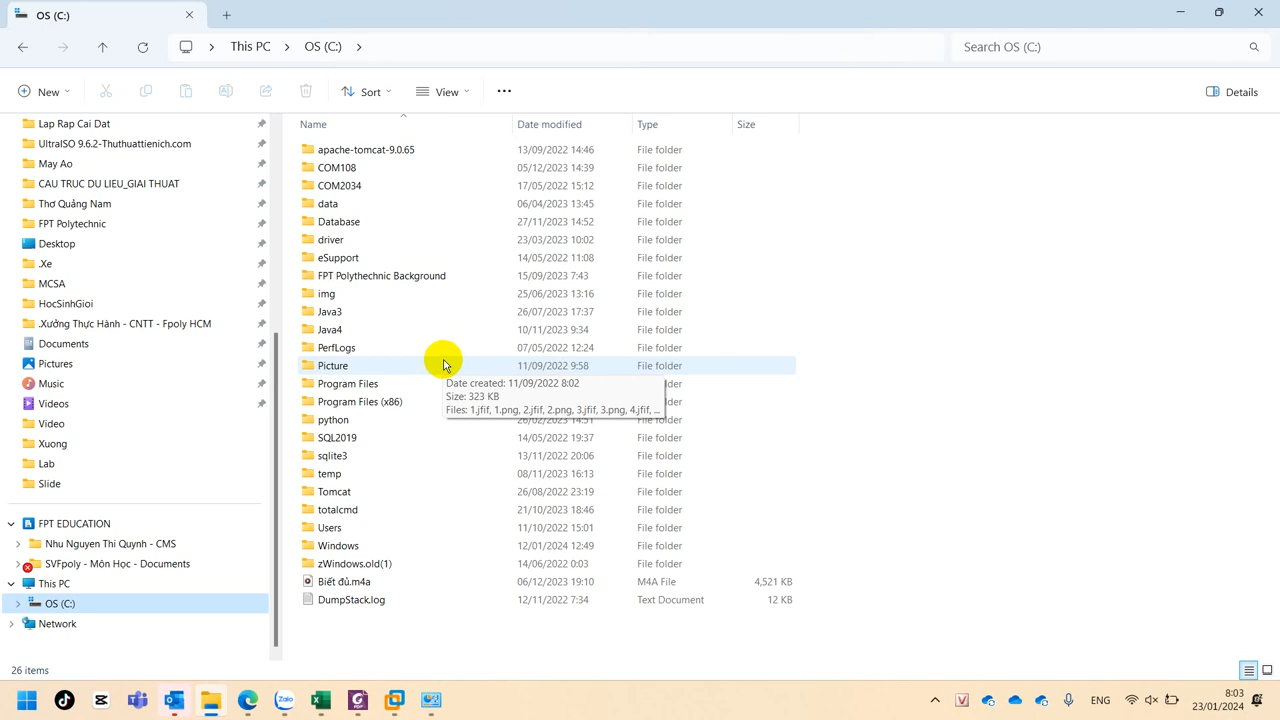 OS (C:)
This PC
OS (C:)
Search OS (C:)
New
Sort
View
Details
Lap Rap Cai Dat
UltraISO 9.6.2-Thuthuattienich.com
May Ao
CAU TRUC DU LIEU_GIAI THUAT
Thơ Quảng Nam
FPT Polytechnic
Desktop
.Xe
MCSA
HocSinhGioi
.Xưởng Thực Hành - CNTT - Fpoly HCM
Documents
Pictures
Music
Videos
Video
Xuong
Lab
Slide
FPT EDUCATION
Nhu Nguyen Thi Quynh - CMS
SVFpoly - Môn Học - Documents
This PC
OS (C:)
Network
Name Date modified Type Size
apache-tomcat-9.0.65 13/09/2022 14:46 File folder
COM108 05/12/2023 14:39 File folder
COM2034 17/05/2022 15:12 File folder
data 06/04/2023 13:45 File folder
Database 27/11/2023 14:52 File folder
driver 23/03/2023 10:02 File folder
eSupport 14/05/2022 11:08 File folder
FPT Polythechnic Background 15/09/2023 7:43 File folder
img 25/06/2023 13:16 File folder
Java3 26/07/2023 17:37 File folder
Java4 10/11/2023 9:34 File folder
PerfLogs 07/05/2022 12:24 File folder
Picture 11/09/2022 9:58 File folder
Program Files
Program Files (x86)
Date created: 11/09/2022 8:02
Size: 323 KB
Files: 1.jfif, 1.png, 2.jfif, 2.png, 3.jfif, 3.png, 4.jfif, ...
python 26/02/2023 14:51 File folder
SQL2019 14/05/2022 19:37 File folder
sqlite3 13/11/2022 20:06 File folder
temp 08/11/2023 16:13 File folder
Tomcat 26/08/2022 23:19 File folder
totalcmd 21/10/2023 18:46 File folder
Users 11/10/2022 15:01 File folder
Windows 12/01/2024 12:49 File folder
zWindows.old(1) 14/06/2022 0:03 File folder
Biết đủ.m4a 06/12/2023 19:10 M4A File 4,521 KB
DumpStack.log 12/11/2022 7:34 Text Document 12 KB
26 items
Zalo
PDF
ENG
8:03
23/01/2024